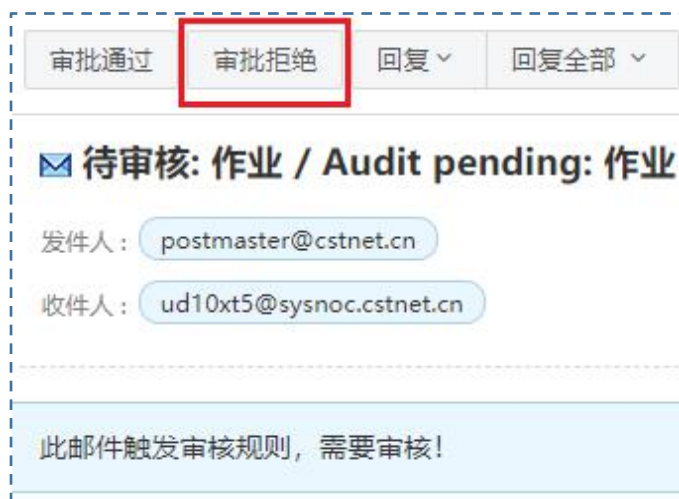 审批通过 审批拒绝 回复 回复全部
待审核: 作业 / Audit pending: 作业
发件人: postmaster@cstnet.cn
收件人: ud10xt5@sysnoc.cstnet.cn
此邮件触发审核规则，需要审核！